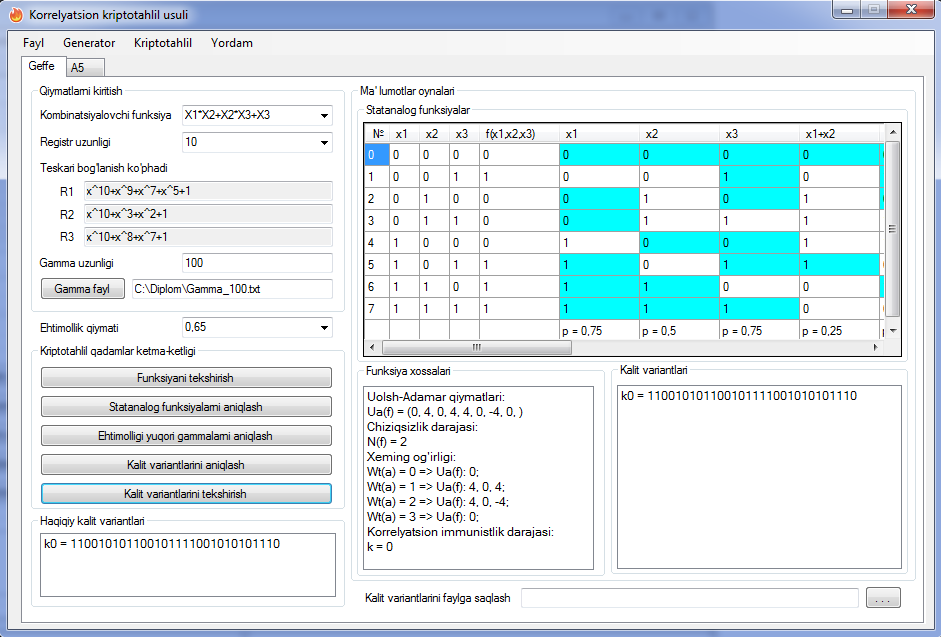 Korrelyatsion kriptotahlil usuli
Fayl Generator Kriptotahlil Yordam
Geffe A5
Qiymatlarni kiritish
Kombinatsiyalovchi funksiya X1*X2+X2*X3+X3
Registr uzunligi 10
Teskari bog'lanish ko'phadi
R1 x^10+x^9+x^7+x^5+1
R2 x^10+x^3+x^2+1
R3 x^10+x^8+x^7+1
Gamma uzunligi 100
Gamma fayl C:\Diplom\Gamma_100.txt
Ehtimollik qiymati 0,65
Kriptotahlil qadamlar ketma-ketligi
Funksiyani tekshirish
Statanalog funksiyalarni aniqlash
Ehtimolligi yuqori gammalarni aniqlash
Kalit variantlarini aniqlash
Kalit variantlarini tekshirish
Haqiqiy kalit variantlari
k0 = 110010101100101111001010101110
Ma'lumotlar oynalari
Statanalog funksiyalar
№ x1 x2 x3 f(x1,x2,x3) x1 x2 x3 x1+x2
0 0 0 0 0 0 0 0 0
1 0 0 1 1 0 0 1 0
2 0 1 0 0 0 1 0 1
3 0 1 1 0 0 1 1 1
4 1 0 0 0 1 0 0 1
5 1 0 1 1 1 0 1 1
6 1 1 0 1 1 1 0 0
7 1 1 1 1 1 1 1 0
p = 0,75 p = 0,5 p = 0,75 p = 0,25
Funksiya xossalari
Uolsh-Adamar qiymatlari:
Ua(f) = (0, 4, 0, 4, 4, 0, -4, 0, )
Chiziqsizlik darajasi:
N(f) = 2
Xeming og'irligi:
Wt(a) = 0 => Ua(f): 0;
Wt(a) = 1 => Ua(f): 4, 0, 4;
Wt(a) = 2 => Ua(f): 4, 0, -4;
Wt(a) = 3 => Ua(f): 0;
Korrelyatsion immunistlik darajasi:
k = 0
Kalit variantlari
k0 = 110010101100101111001010101110
Kalit variantlarini faylga saqlash ...